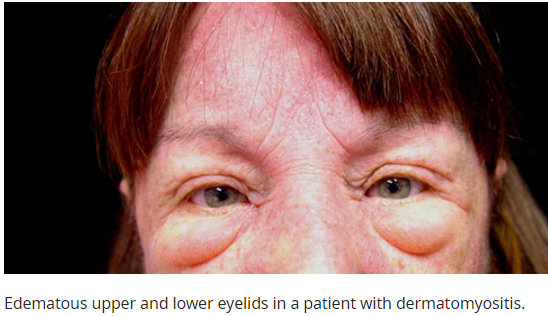 Edematous upper and lower eyelids in a patient with dermatomyositis.